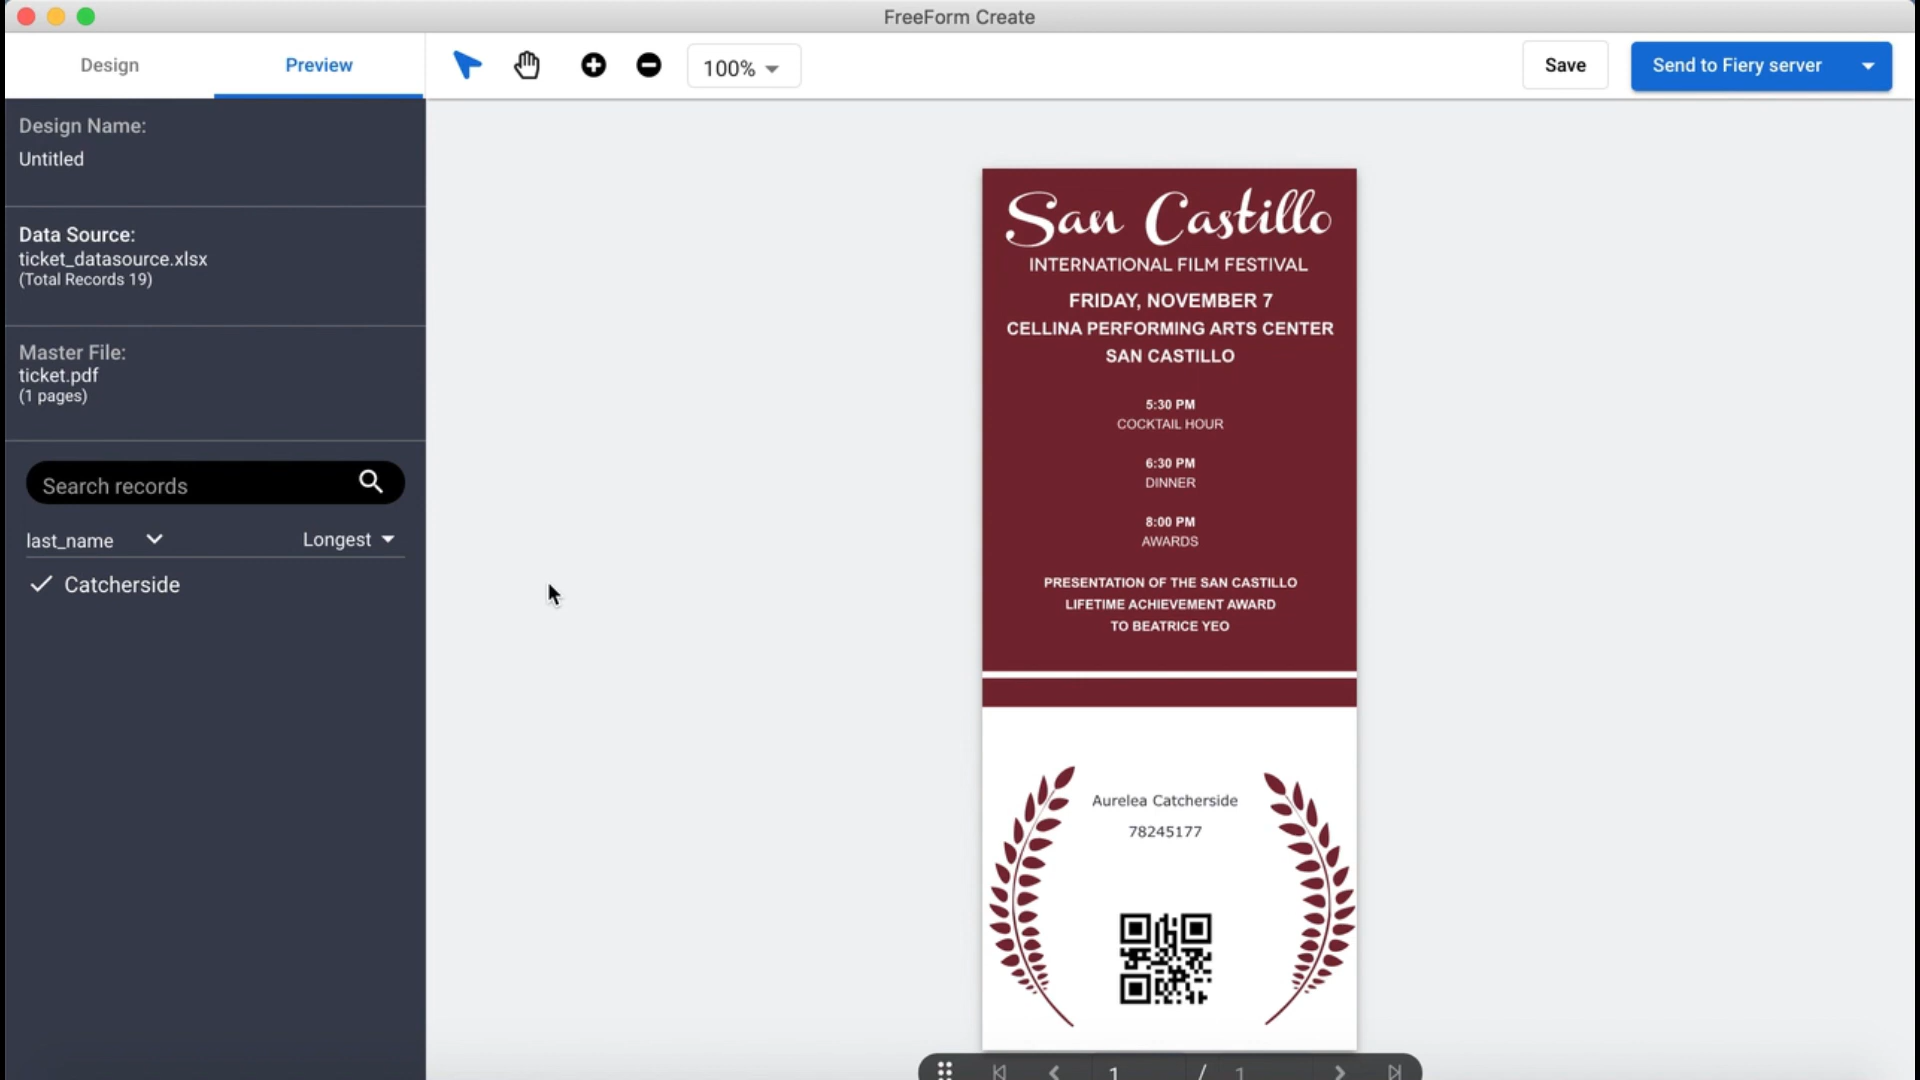 FreeForm Create
Design
Preview
100%
Save
Send to Fiery server
Design Name:
Untitled
Data Source:
ticket_datasource.xlsx
(Total Records 19)
Master File:
ticket.pdf
(1 pages)
Search records
last_name
Longest
Catcherside
San Castillo
INTERNATIONAL FILM FESTIVAL
FRIDAY, NOVEMBER 7
CELLINA PERFORMING ARTS CENTER
SAN CASTILLO
5:30 PM
COCKTAIL HOUR
6:30 PM
DINNER
8:00 PM
AWARDS
PRESENTATION OF THE SAN CASTILLO
LIFETIME ACHIEVEMENT AWARD
TO BEATRICE YEO
Aurelea Catcherside
78245177
1 / 1